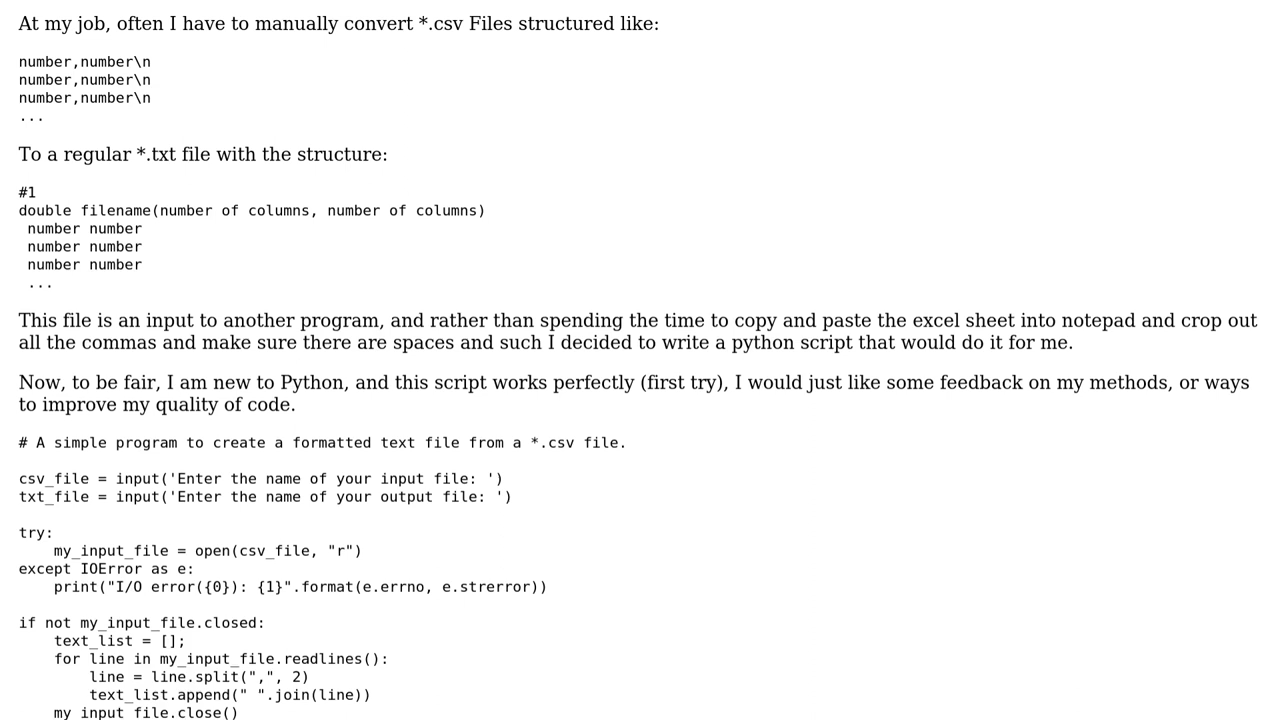 At my job, often I have to manually convert *.csv Files structured like:
number,number\n
number,number\n
number,number\n
...
To a regular *.txt file with the structure:
#1
double filename(number of columns, number of columns)
 number number
 number number
 number number
 ...
This file is an input to another program, and rather than spending the time to copy and paste the excel sheet into notepad and crop out
all the commas and make sure there are spaces and such I decided to write a python script that would do it for me.
Now, to be fair, I am new to Python, and this script works perfectly (first try), I would just like some feedback on my methods, or ways
to improve my quality of code.
# A simple program to create a formatted text file from a *.csv file.
csv_file = input('Enter the name of your input file: ')
txt_file = input('Enter the name of your output file: ')
try:
    my_input_file = open(csv_file, "r")
except IOError as e:
    print("I/O error({0}): {1}".format(e.errno, e.strerror))
if not my_input_file.closed:
    text_list = [];
    for line in my_input_file.readlines():
        line = line.split(",", 2)
        text_list.append(" ".join(line))
    my_input_file.close()